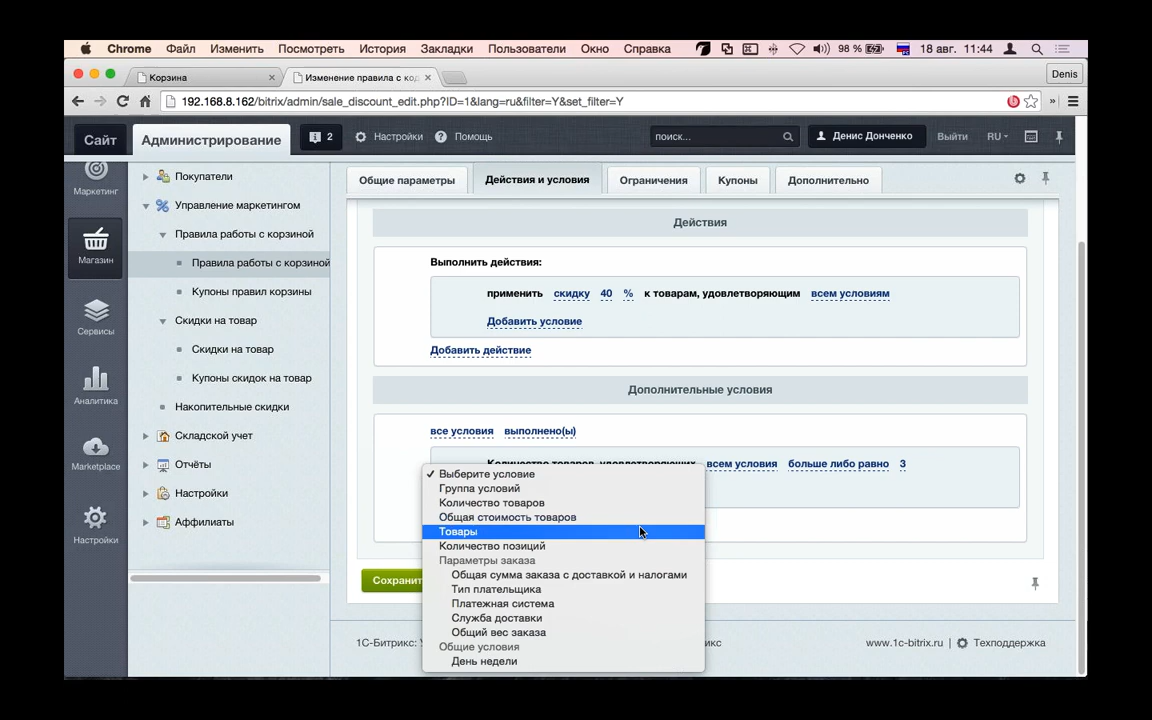 Chrome Файл Изменить Посмотреть История Закладки Пользователи Окно Справка 98 % 18 авг. 11:44
Корзина
Изменение правила с ко
Denis
192.168.8.162/bitrix/admin/sale_discount_edit.php?ID=1&lang=ru&filter=Y&set_filter=Y
Сайт Администрирование 2 Настройки Помощь поиск... Денис Донченко Выйти RU
Маркетинг
Магазин
Сервисы
Аналитика
Marketplace
Настройки
Покупатели
Управление маркетингом
Правила работы с корзиной
Правила работы с корзиной
Купоны правил корзины
Скидки на товар
Скидки на товар
Купоны скидок на товар
Накопительные скидки
Складской учет
Отчёты
Настройки
Аффилиаты
Общие параметры Действия и условия Ограничения Купоны Дополнительно
Действия
Выполнить действия:
применить скидку 40 % к товарам, удовлетворяющим всем условиям
Добавить условие
Добавить действие
Дополнительные условия
все условия выполнено(ы)
Количество товаров, удовлетворяющих всем условия больше либо равно 3
✓ Выберите условие
Группа условий
Количество товаров
Общая стоимость товаров
Товары
Количество позиций
Параметры заказа
Общая сумма заказа с доставкой и налогами
Тип плательщика
Платежная система
Служба доставки
Общий вес заказа
Общие условия
День недели
Сохранит
1С-Битрикс: икс www.1c-bitrix.ru | Техподдержка